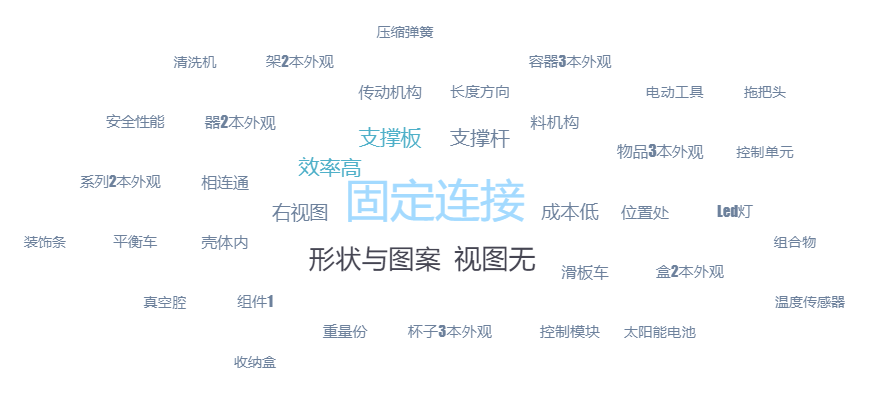 压缩弹簧
清洗机 架2本外观 容器3本外观
传动机构 长度方向 电动工具 拖把头
安全性能 器2本外观 料机构
支撑板 支撑杆
物品3本外观 控制单元
效率高
系列2本外观 相连通
固定连接
右视图 成本低 位置处 Led灯
装饰条 平衡车 壳体内 组合物
形状与图案 视图无
滑板车 盒2本外观
真空腔 组件1 温度传感器
重量份 杯子3本外观 控制模块 太阳能电池
收纳盒